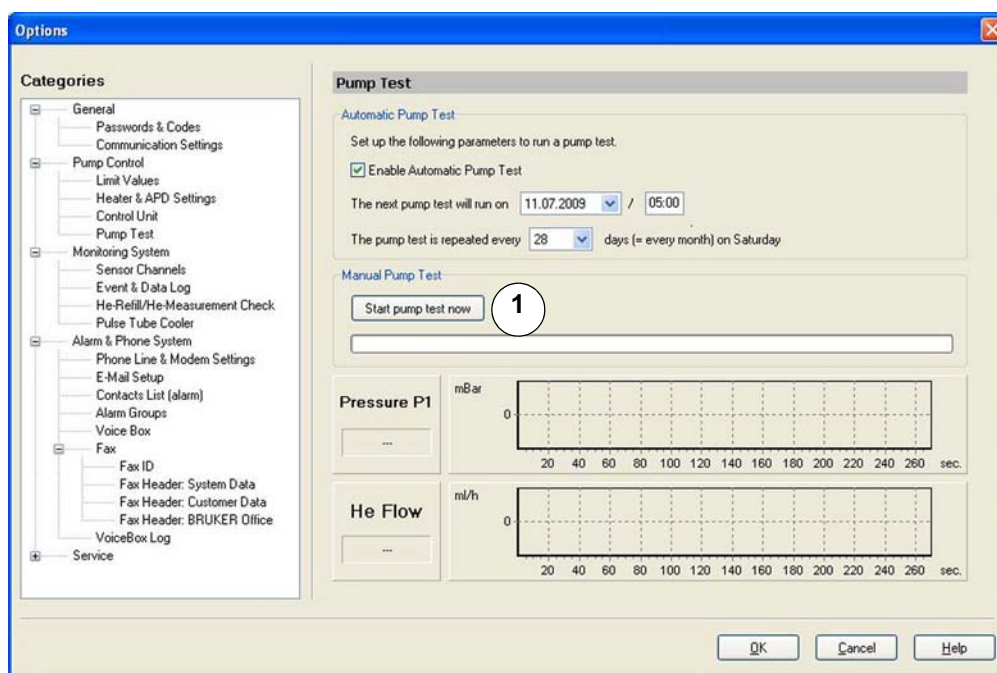 Options
Categories
General
Passwords & Codes
Communication Settings
Pump Control
Limit Values
Heater & APD Settings
Control Unit
Pump Test
Monitoring System
Sensor Channels
Event & Data Log
He-Refill/He-Measurement Check
Pulse Tube Cooler
Alarm & Phone System
Phone Line & Modem Settings
E-Mail Setup
Contacts List (alarm)
Alarm Groups
Voice Box
Fax
Fax ID
Fax Header: System Data
Fax Header: Customer Data
Fax Header: BRUKER Office
VoiceBox Log
Service
Pump Test
Automatic Pump Test
Set up the following parameters to run a pump test.
Enable Automatic Pump Test
The next pump test will run on 11.07.2009 / 05:00
The pump test is repeated every 28 days (= every month) on Saturday
Manual Pump Test
Start pump test now 1
Pressure P1
---
mBar
0
20 40 60 80 100 120 140 160 180 200 220 240 260 sec.
He Flow
---
ml/h
0
20 40 60 80 100 120 140 160 180 200 220 240 260 sec.
OK Cancel Help